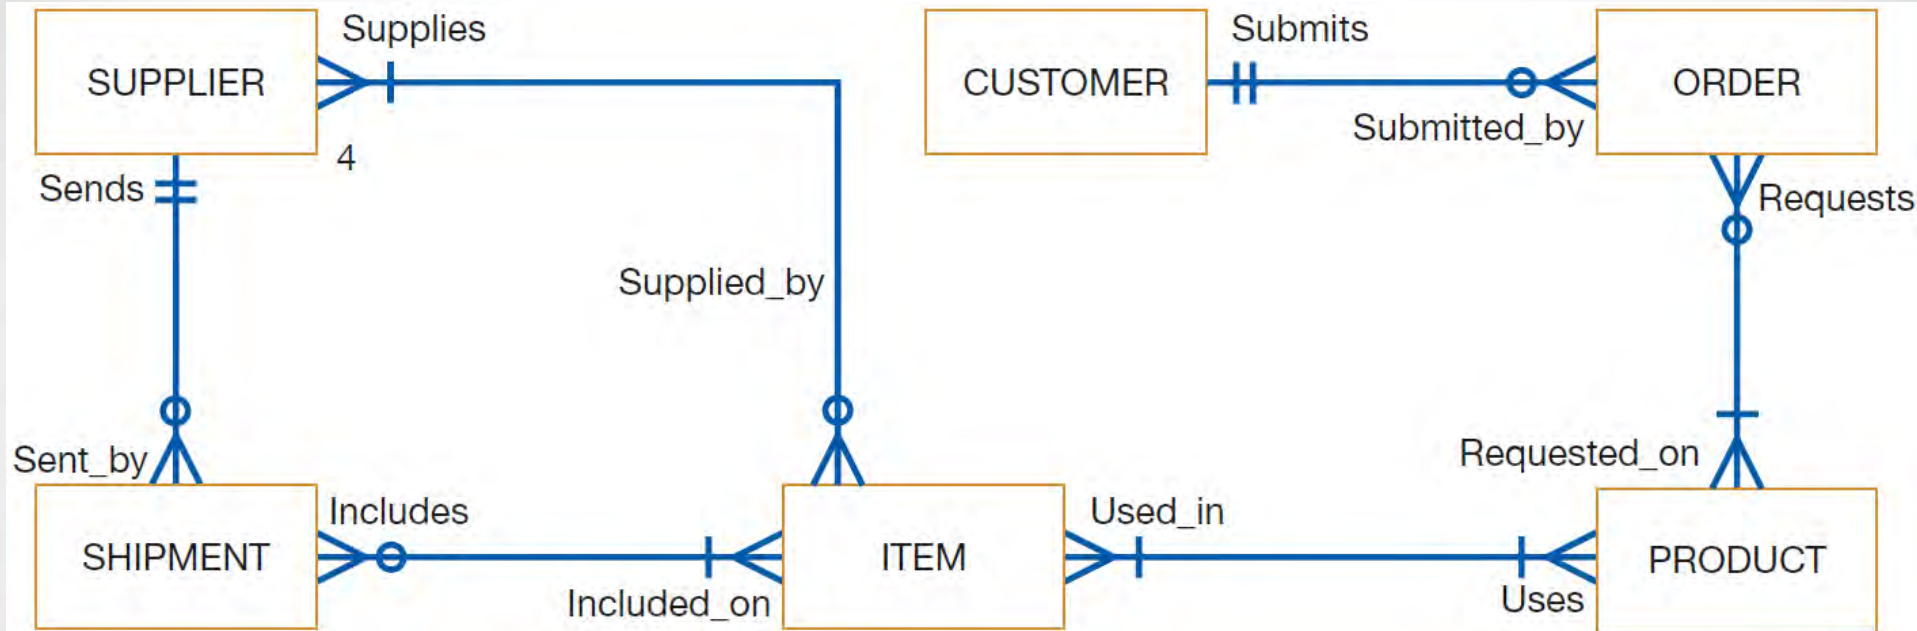 Supplies
Submits
SUPPLIER
CUSTOMER
ORDER
Submitted_by
4
Sends
Requests
Supplied_by
Sent_by
Requested_on
Includes
Used_in
SHIPMENT
ITEM
PRODUCT
Included_on
Uses